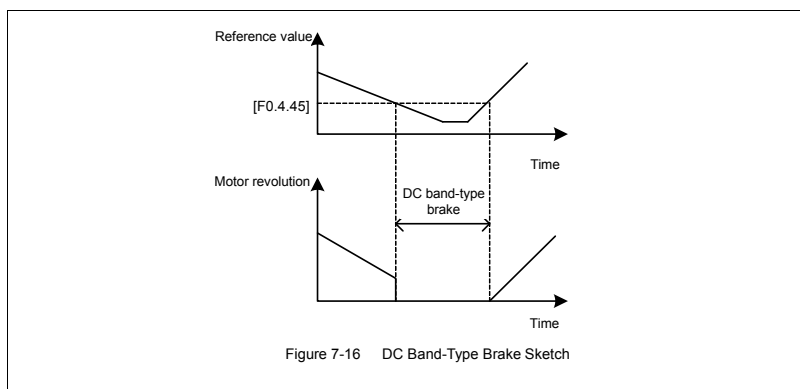 Reference value
[F0.4.45]
Time
Motor revolution
DC band-type
brake
Time
Figure 7-16 DC Band-Type Brake Sketch